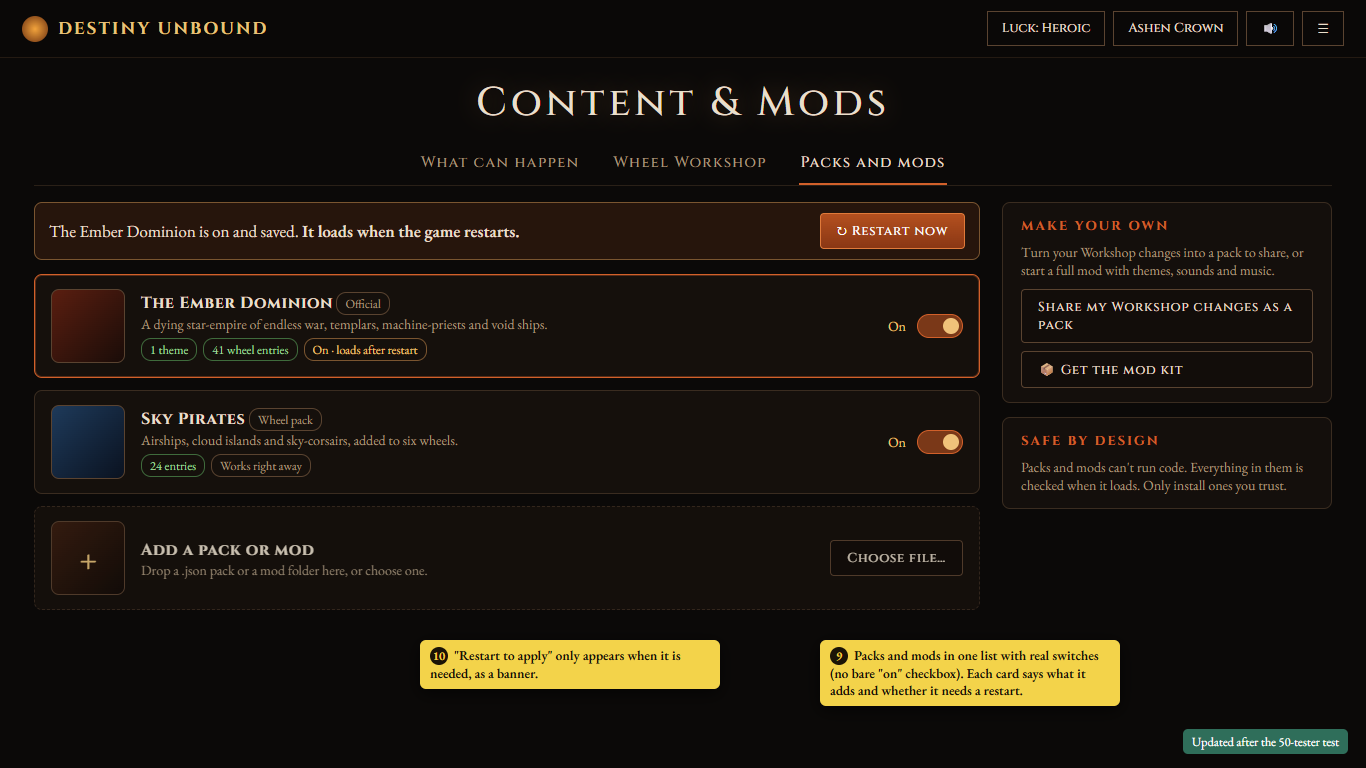 DESTINY UNBOUND
Luck: Heroic
Ashen Crown
Content & Mods
What can happen
Wheel Workshop
Packs and mods
The Ember Dominion is on and saved. It loads when the game restarts.
↻ Restart now
The Ember Dominion
Official
A dying star-empire of endless war, templars, machine-priests and void ships.
1 theme
41 wheel entries
On · loads after restart
On
Sky Pirates
Wheel pack
Airships, cloud islands and sky-corsairs, added to six wheels.
24 entries
Works right away
On
+
Add a pack or mod
Drop a .json pack or a mod folder here, or choose one.
Choose file...
MAKE YOUR OWN
Turn your Workshop changes into a pack to share, or
start a full mod with themes, sounds and music.
Share my Workshop changes as a
pack
Get the mod kit
SAFE BY DESIGN
Packs and mods can't run code. Everything in them is
checked when it loads. Only install ones you trust.
10 "Restart to apply" only appears when it is
needed, as a banner.
9 Packs and mods in one list with real switches
(no bare "on" checkbox). Each card says what it
adds and whether it needs a restart.
Updated after the 50-tester test